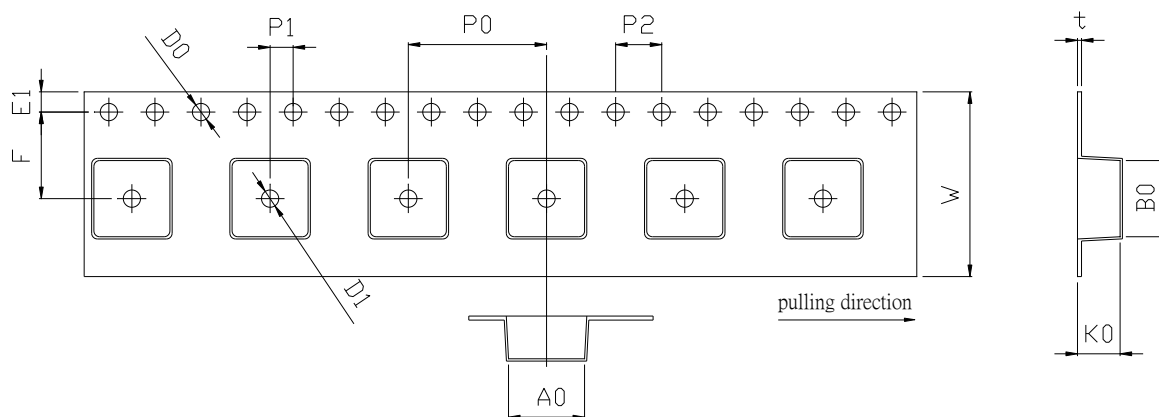 P1
P0
P2
t
D0
E1
F
W
B0
D1
pulling direction
K0
A0